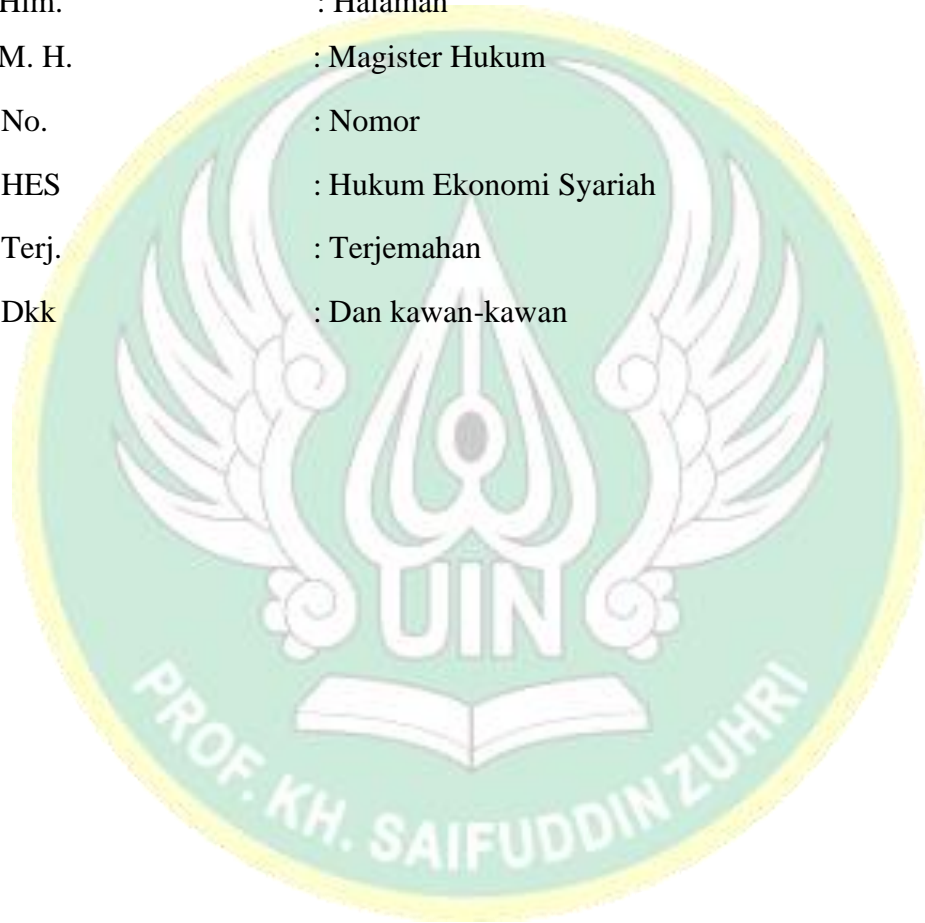 Hlm. : Halaman
M. H. : Magister Hukum
No. : Nomor
HES : Hukum Ekonomi Syariah
Terj. : Terjemahan
Dkk : Dan kawan-kawan
UIN
PROF. KH. SAIFUDDIN ZUHRI